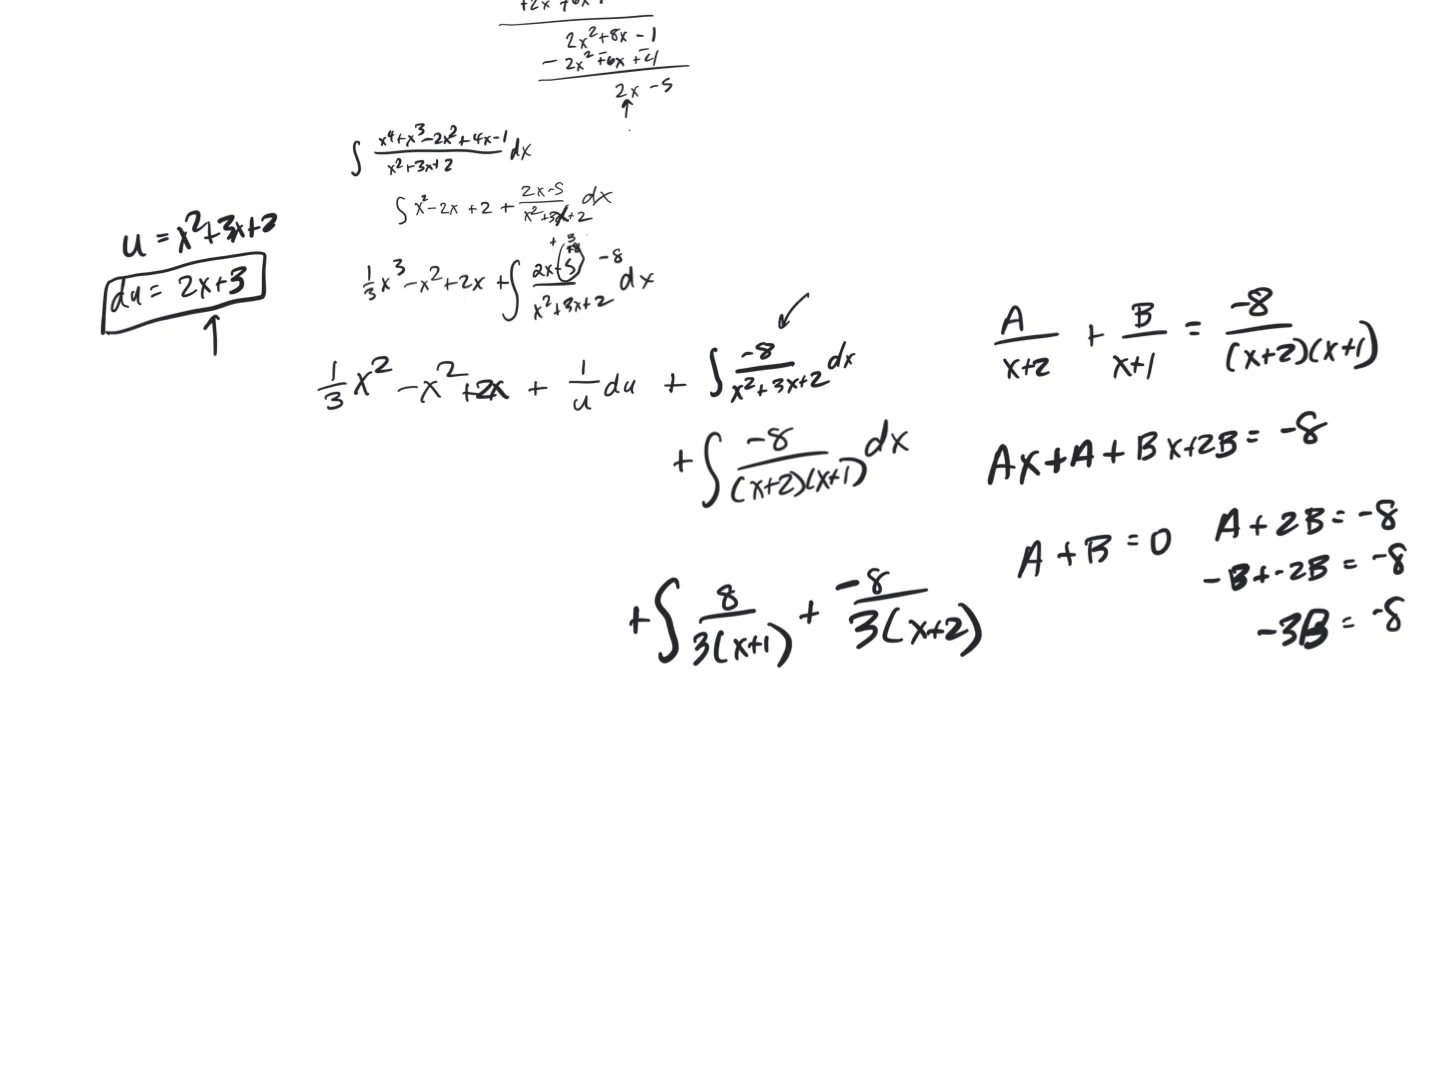 2x²+8x-1
- 2x²+6x+4
2x -5
∫ x⁴+x³-2x²+4x-1 / x²+3x+2 dx
∫ x²-2x+2 + 2x-5 / x²+3x+2 dx
u = x²+3x+2
du = 2x+3
1/3 x³ - x² + 2x + ∫ 2x-5 +3 -8 / x²+3x+2 dx
1/3 x² - x² + 2x + 1/u du + ∫ -8 / x²+3x+2 dx
+ ∫ -8 / (x+2)(x+1) dx
+ ∫ 8 / 3(x+1) + -8 / 3(x+2)
A / x+2 + B / x+1 = -8 / (x+2)(x+1)
Ax+A+Bx+2B = -8
A+B = 0 A+2B = -8
-B+-2B = -8
-3B = -8